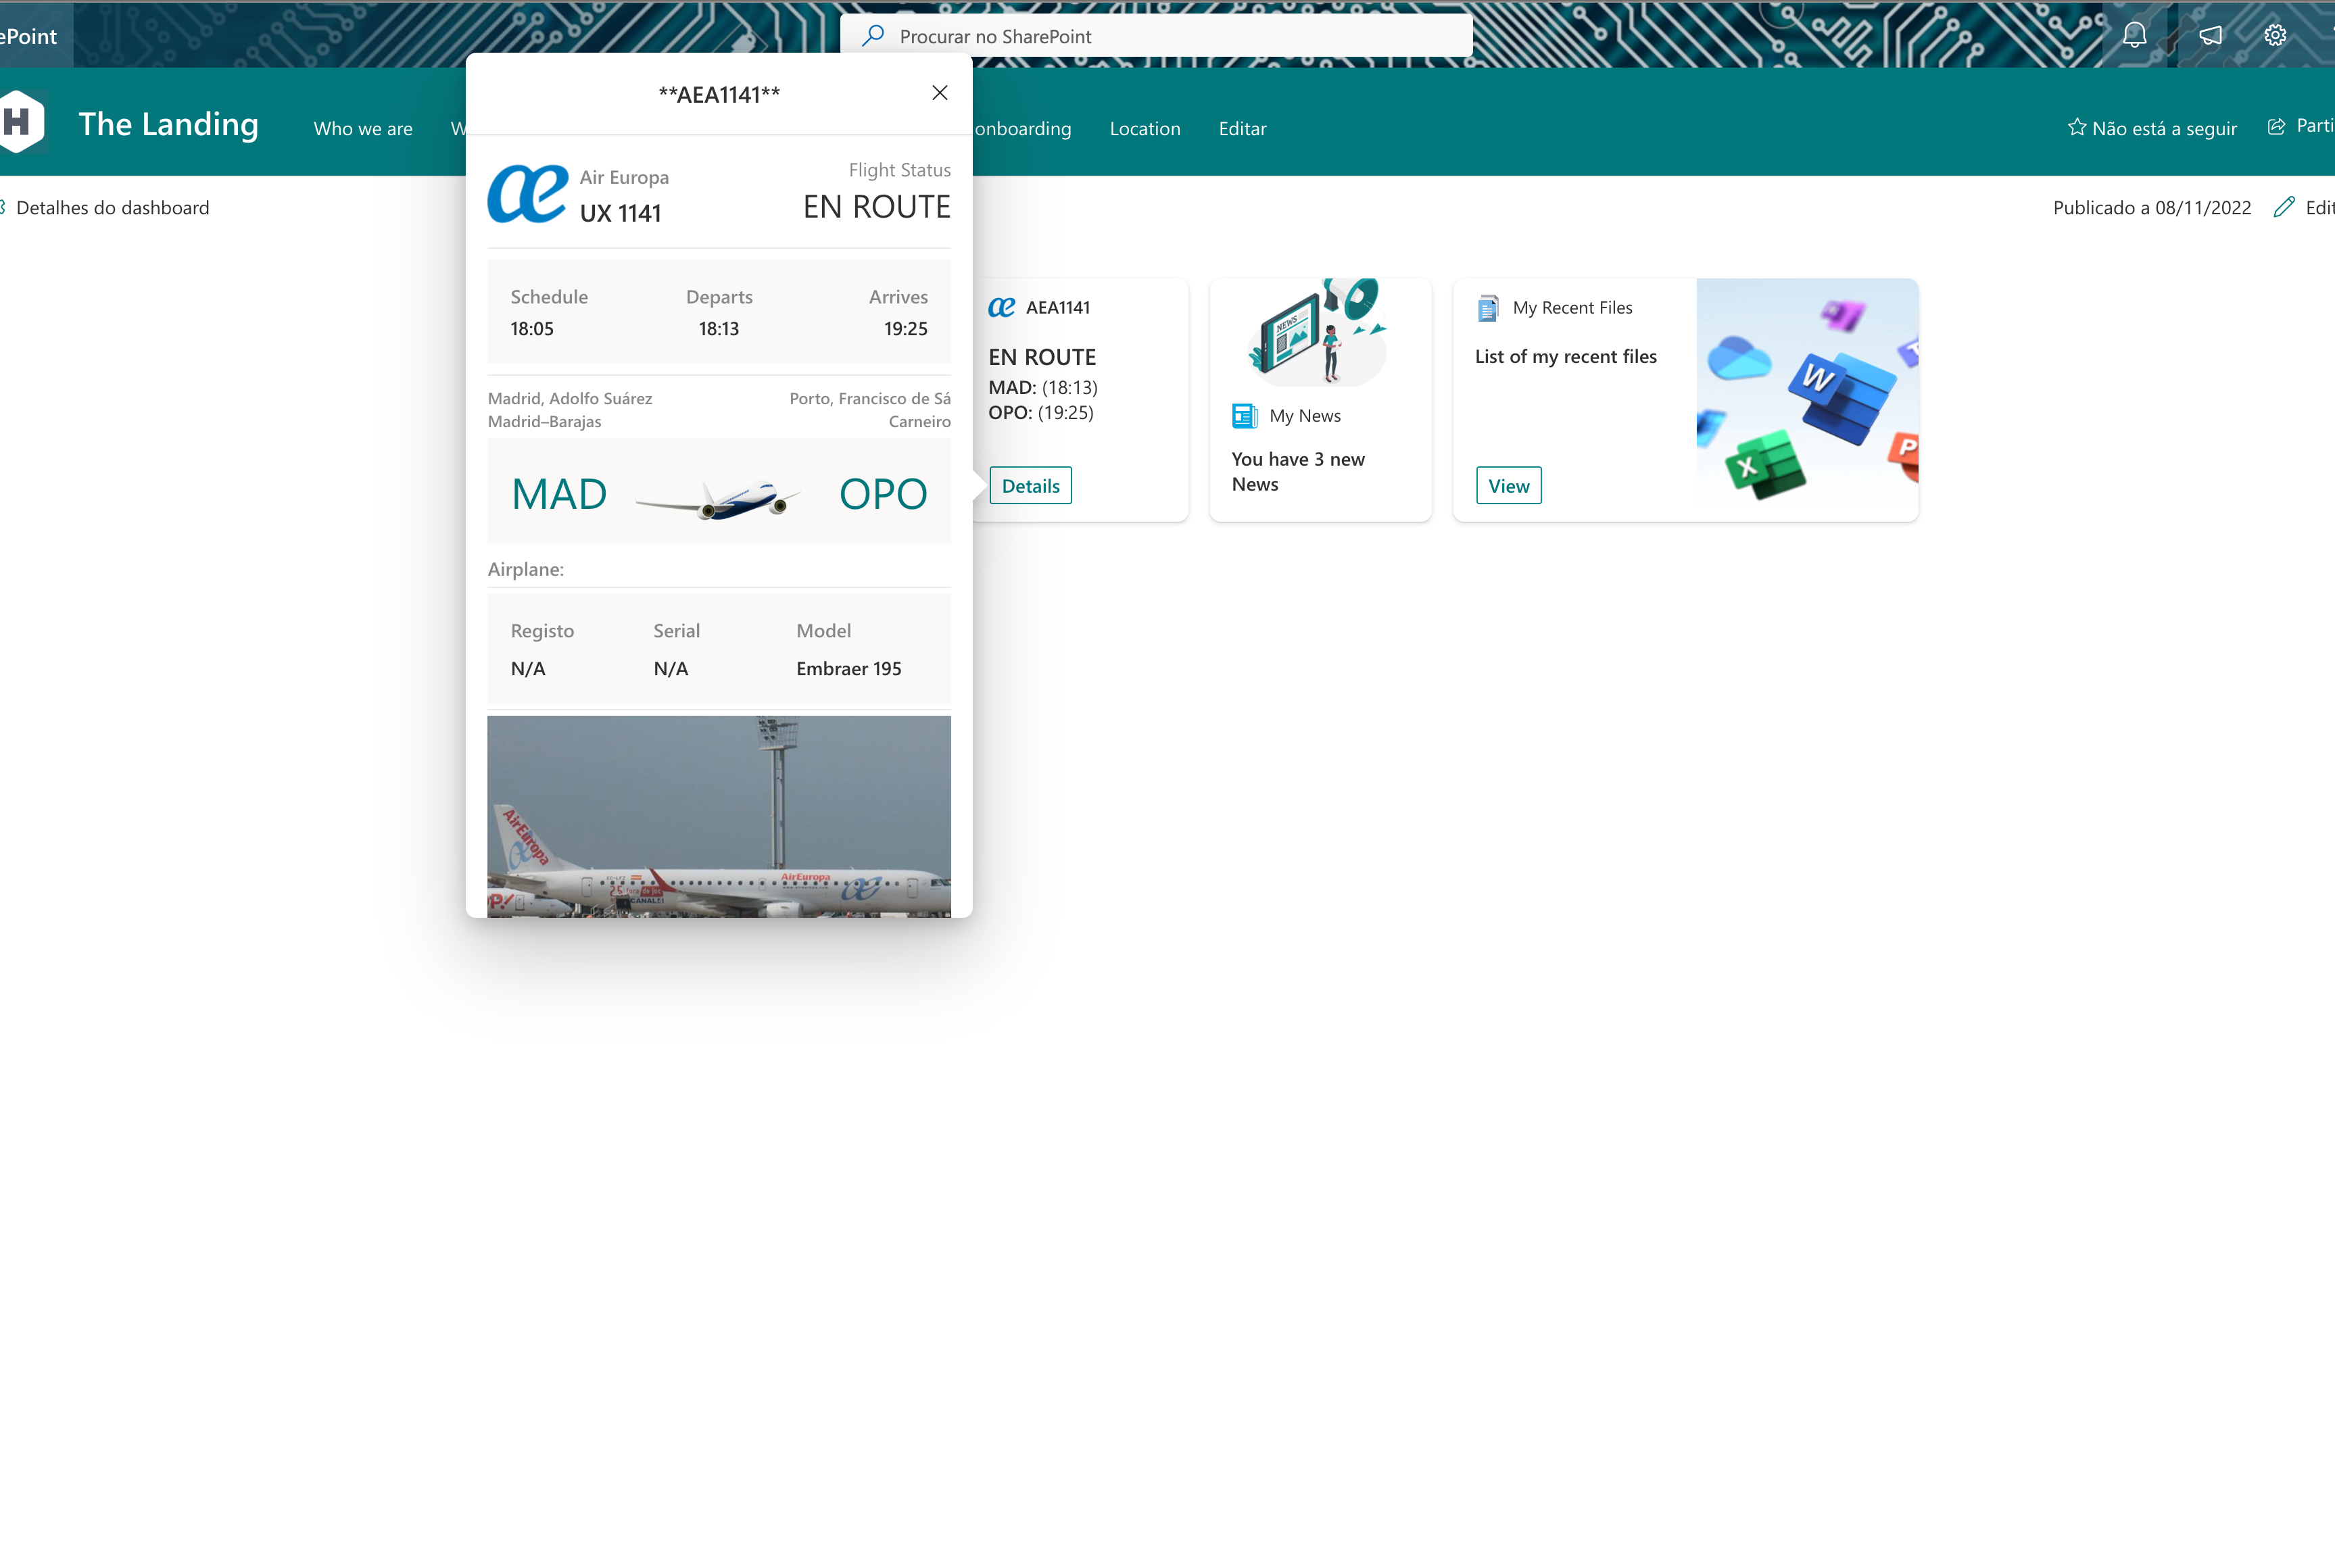 ePoint
Procurar no SharePoint
The Landing
Who we are
W
onboarding
Location
Editar
Não está a seguir
Parti
Detalhes do dashboard
Publicado a 08/11/2022
Edit
**AEA1141**
Air Europa
UX 1141
Flight Status
EN ROUTE
Schedule
Departs
Arrives
18:05
18:13
19:25
Madrid, Adolfo Suárez
Madrid–Barajas
Porto, Francisco de Sá
Carneiro
MAD
OPO
Airplane:
Registo
Serial
Model
N/A
N/A
Embraer 195
AirEuropa
AirEuropa
AEA1141
EN ROUTE
MAD: (18:13)
OPO: (19:25)
Details
NEWS
My News
You have 3 new
News
My Recent Files
List of my recent files
View
W
X
P